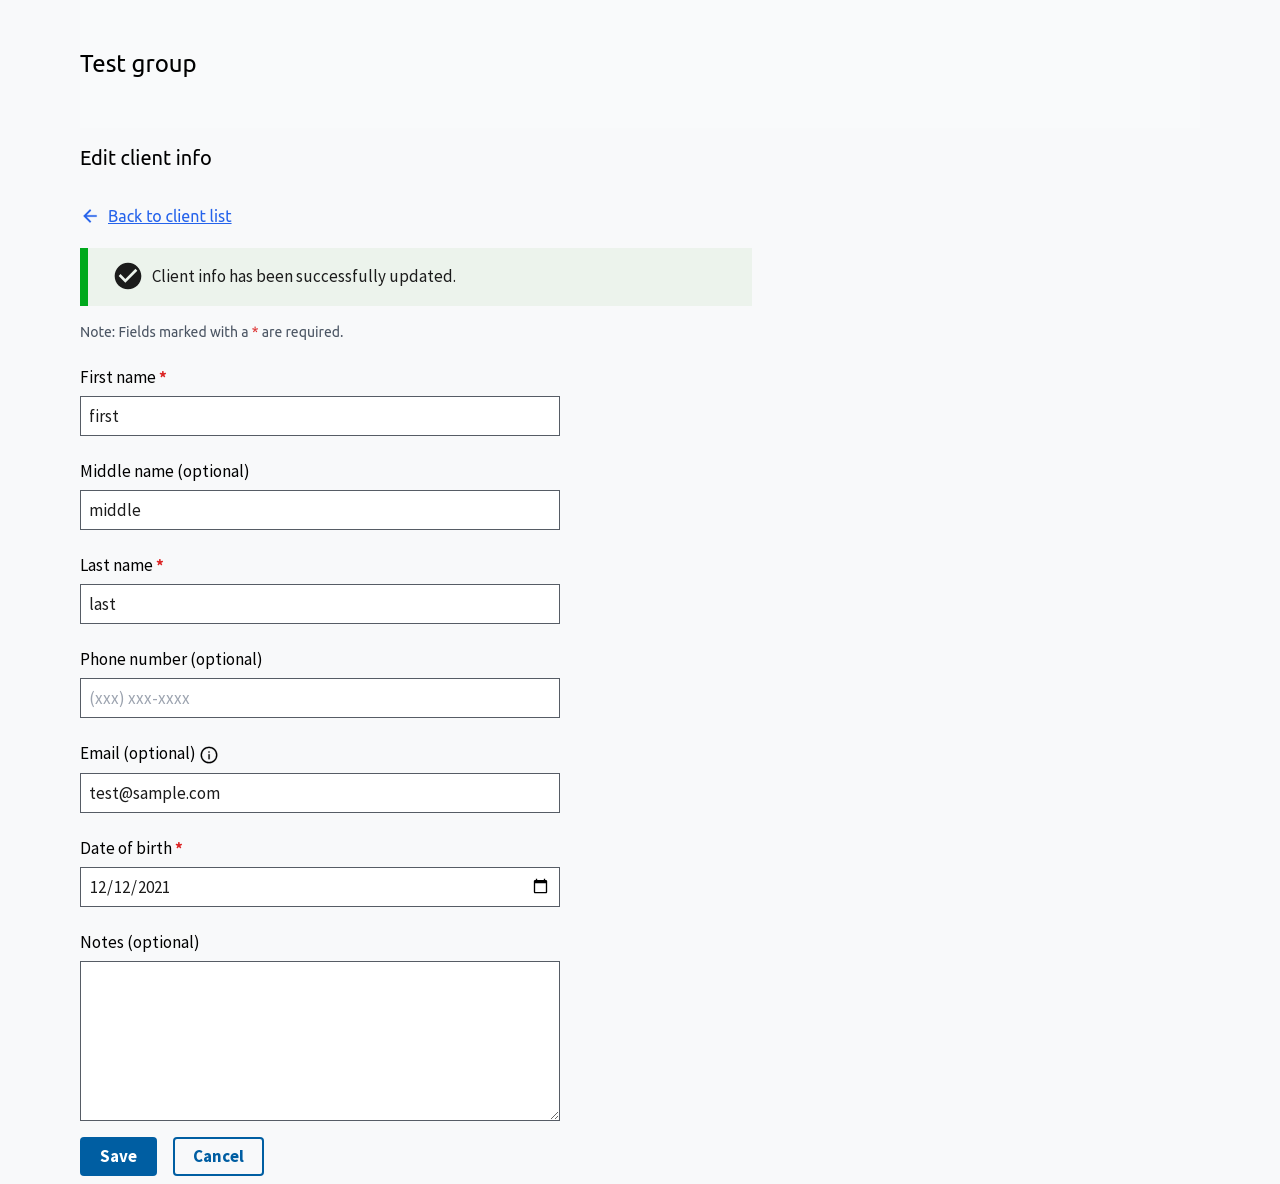 Test group
Edit client info
Back to client list
Client info has been successfully updated.
Note: Fields marked with a * are required.
First name *
first
Middle name (optional)
middle
Last name *
last
Phone number (optional)
(xxx) xxx-xxxx
Email (optional)
test@sample.com
Date of birth *
12/12/2021
Notes (optional)
Save Cancel